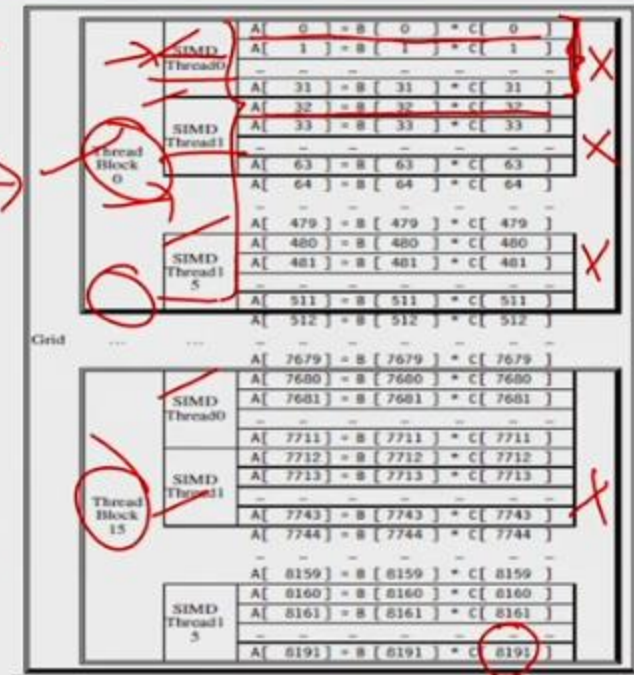 A[ 0 ] = B [ 0 ] * C[ 0 ]
SIMD
Thread0
A[ 1 ] = B [ 1 ] * C[ 1 ]
… … … … … …
A[ 31 ] = B [ 31 ] * C[ 31 ]
A[ 32 ] = B [ 32 ] * C[ 32 ]
SIMD
Thread1
A[ 33 ] = B [ 33 ] * C[ 33 ]
… … … … … …
Thread
Block
0
A[ 63 ] = B [ 63 ] * C[ 63 ]
A[ 64 ] = B [ 64 ] * C[ 64 ]
… … … … … …
A[ 479 ] = B [ 479 ] * C[ 479 ]
A[ 480 ] = B [ 480 ] * C[ 480 ]
SIMD
Thread1
5
A[ 481 ] = B [ 481 ] * C[ 481 ]
… … … … … …
A[ 511 ] = B [ 511 ] * C[ 511 ]
A[ 512 ] = B [ 512 ] * C[ 512 ]
Grid ... ... … … … … … …
A[ 7679 ] = B [ 7679 ] * C[ 7679 ]
A[ 7680 ] = B [ 7680 ] * C[ 7680 ]
SIMD
Thread0
A[ 7681 ] = B [ 7681 ] * C[ 7681 ]
… … … … … …
A[ 7711 ] = B [ 7711 ] * C[ 7711 ]
A[ 7712 ] = B [ 7712 ] * C[ 7712 ]
SIMD
Thread1
A[ 7713 ] = B [ 7713 ] * C[ 7713 ]
… … … … … …
Thread
Block
15
A[ 7743 ] = B [ 7743 ] * C[ 7743 ]
A[ 7744 ] = B [ 7744 ] * C[ 7744 ]
… … … … … …
A[ 8159 ] = B [ 8159 ] * C[ 8159 ]
A[ 8160 ] = B [ 8160 ] * C[ 8160 ]
SIMD
Thread1
5
A[ 8161 ] = B [ 8161 ] * C[ 8161 ]
… … … … … …
A[ 8191 ] = B [ 8191 ] * C[ 8191 ]